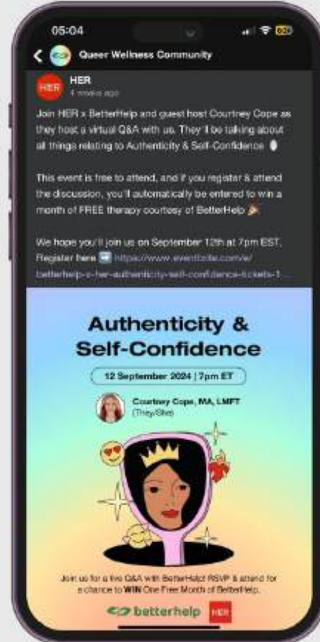 05:04
Queer Wellness Community
HER
HER
4 weeks ago
Join HER x BetterHelp and guest host Courtney Cope as
they host a virtual Q&A with us. They'll be talking about
all things relating to Authenticity & Self-Confidence
This event is free to attend, and if you register & attend
the discussion, you'll automatically be entered to win a
month of FREE therapy courtesy of BetterHelp 🎉
We hope you'll join us on September 12th at 7pm EST.
Register here ➡️ https://www.eventbrite.com/e/
betterhelp-x-her-authenticity-self-confidence-tickets-1...
Authenticity &
Self-Confidence
12 September 2024 | 7pm ET
Courtney Cope, MA, LMFT
(They/She)
Join us for a live Q&A with BetterHelp! RSVP & attend for
a chance to WIN One Free Month of BetterHelp.
betterhelp HER